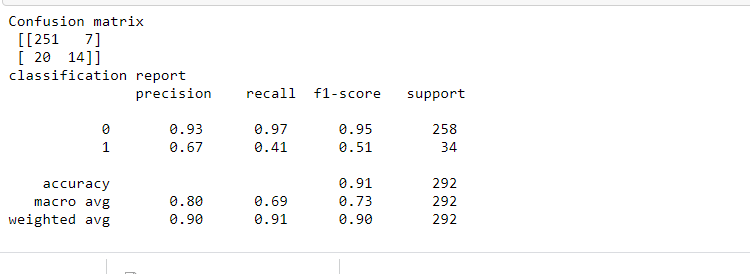 Confusion matrix
[[251 7]
[ 20 14]]
classification report
precision recall f1-score support
0 0.93 0.97 0.95 258
1 0.67 0.41 0.51 34
accuracy 0.91 292
macro avg 0.80 0.69 0.73 292
weighted avg 0.90 0.91 0.90 292